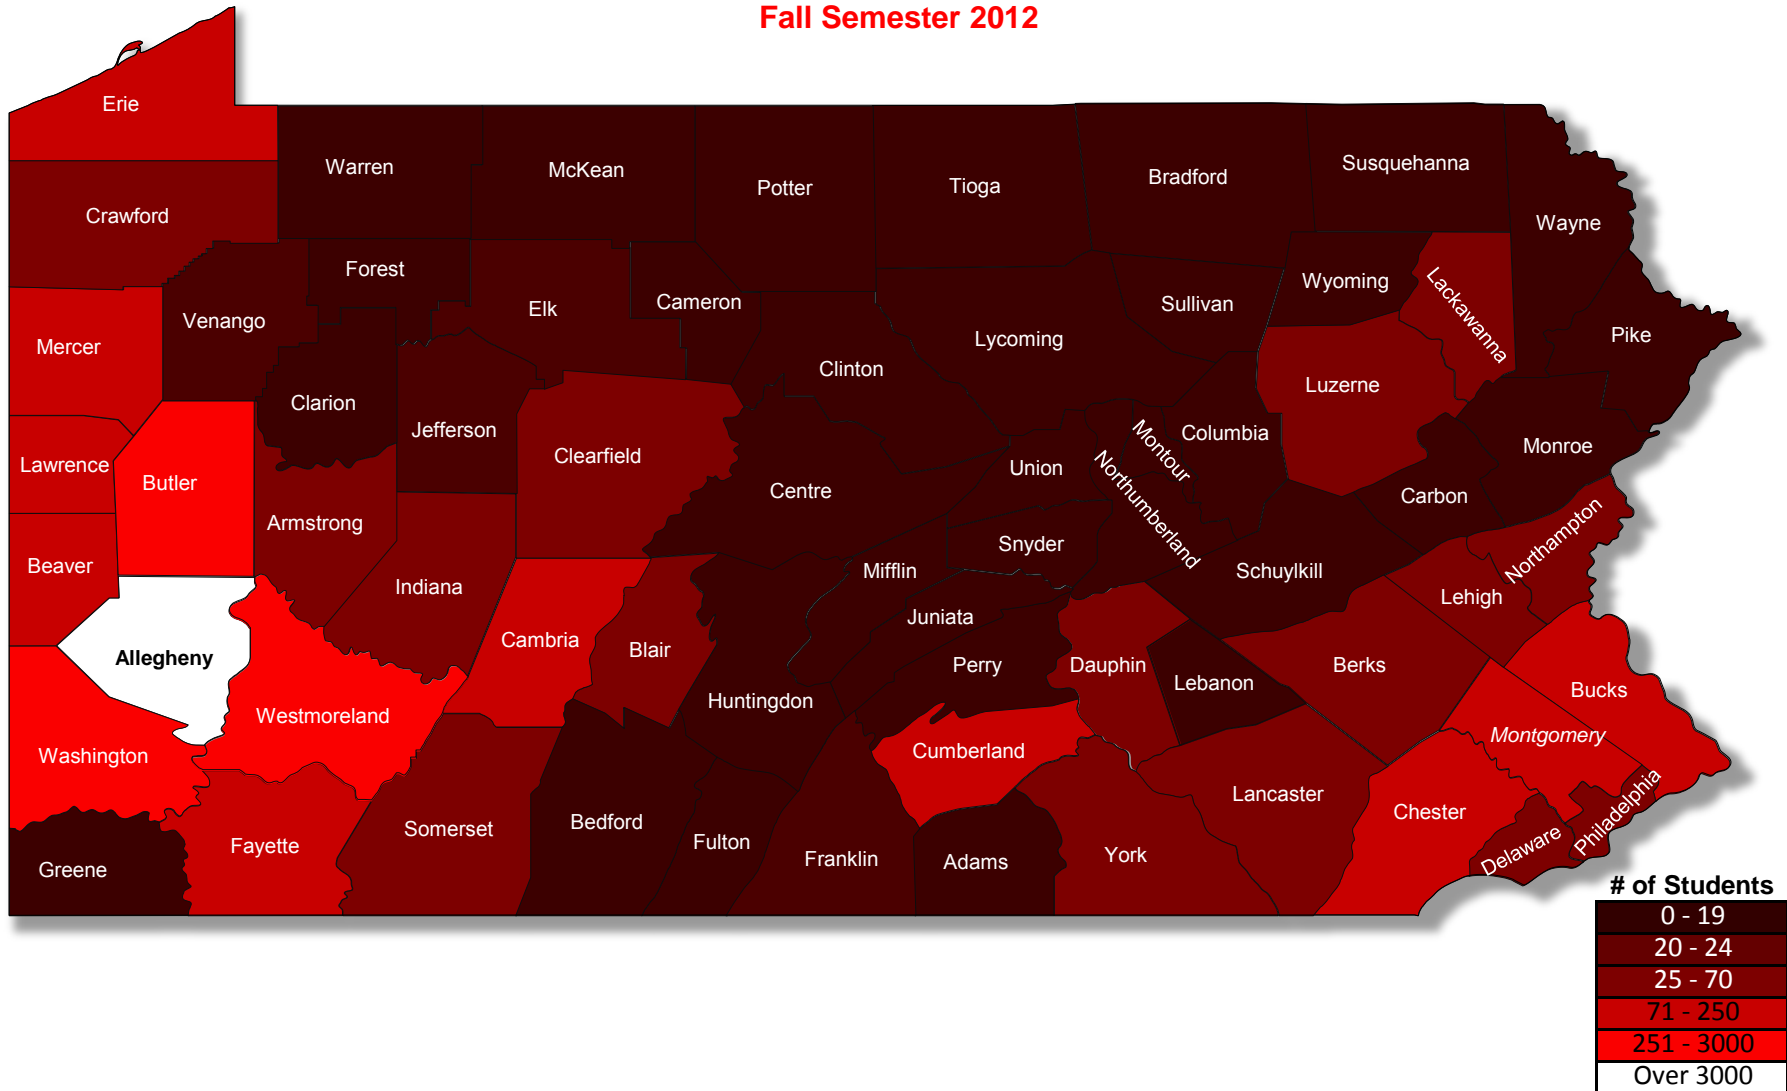 Fall Semester 2012
Erie
Warren
McKean
Potter
Tioga
Bradford
Susquehanna
Wayne
Crawford
Forest
Venango
Elk
Cameron
Sullivan
Wyoming
Lackawanna
Pike
Mercer
Lycoming
Clinton
Luzerne
Clarion
Jefferson
Columbia
Montour
Monroe
Lawrence
Butler
Clearfield
Centre
Union
Northumberland
Carbon
Armstrong
Snyder
Northampton
Beaver
Indiana
Mifflin
Schuylkill
Lehigh
Juniata
Cambria
Blair
Allegheny
Perry
Dauphin
Lebanon
Berks
Bucks
Huntingdon
Westmoreland
Washington
Cumberland
Montgomery
Lancaster
Chester
Philadelphia
Somerset
Bedford
Fulton
Franklin
Adams
York
Delaware
Fayette
Greene
# of Students
0 - 19
20 - 24
25 - 70
71 - 250
251 - 3000
Over 3000